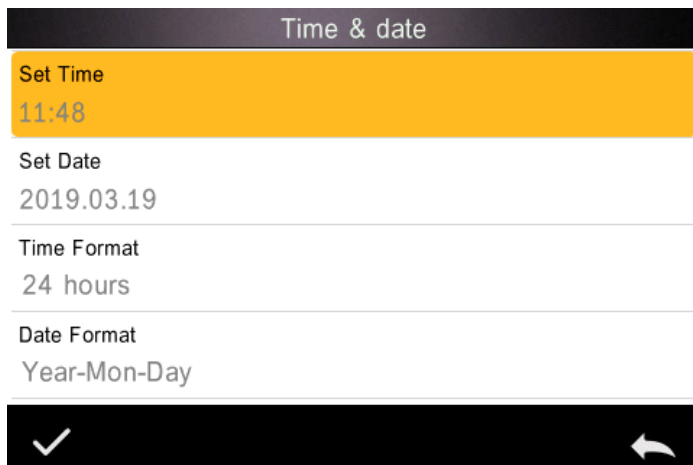 Time & date
Set Time
11:48
Set Date
2019.03.19
Time Format
24 hours
Date Format
Year-Mon-Day